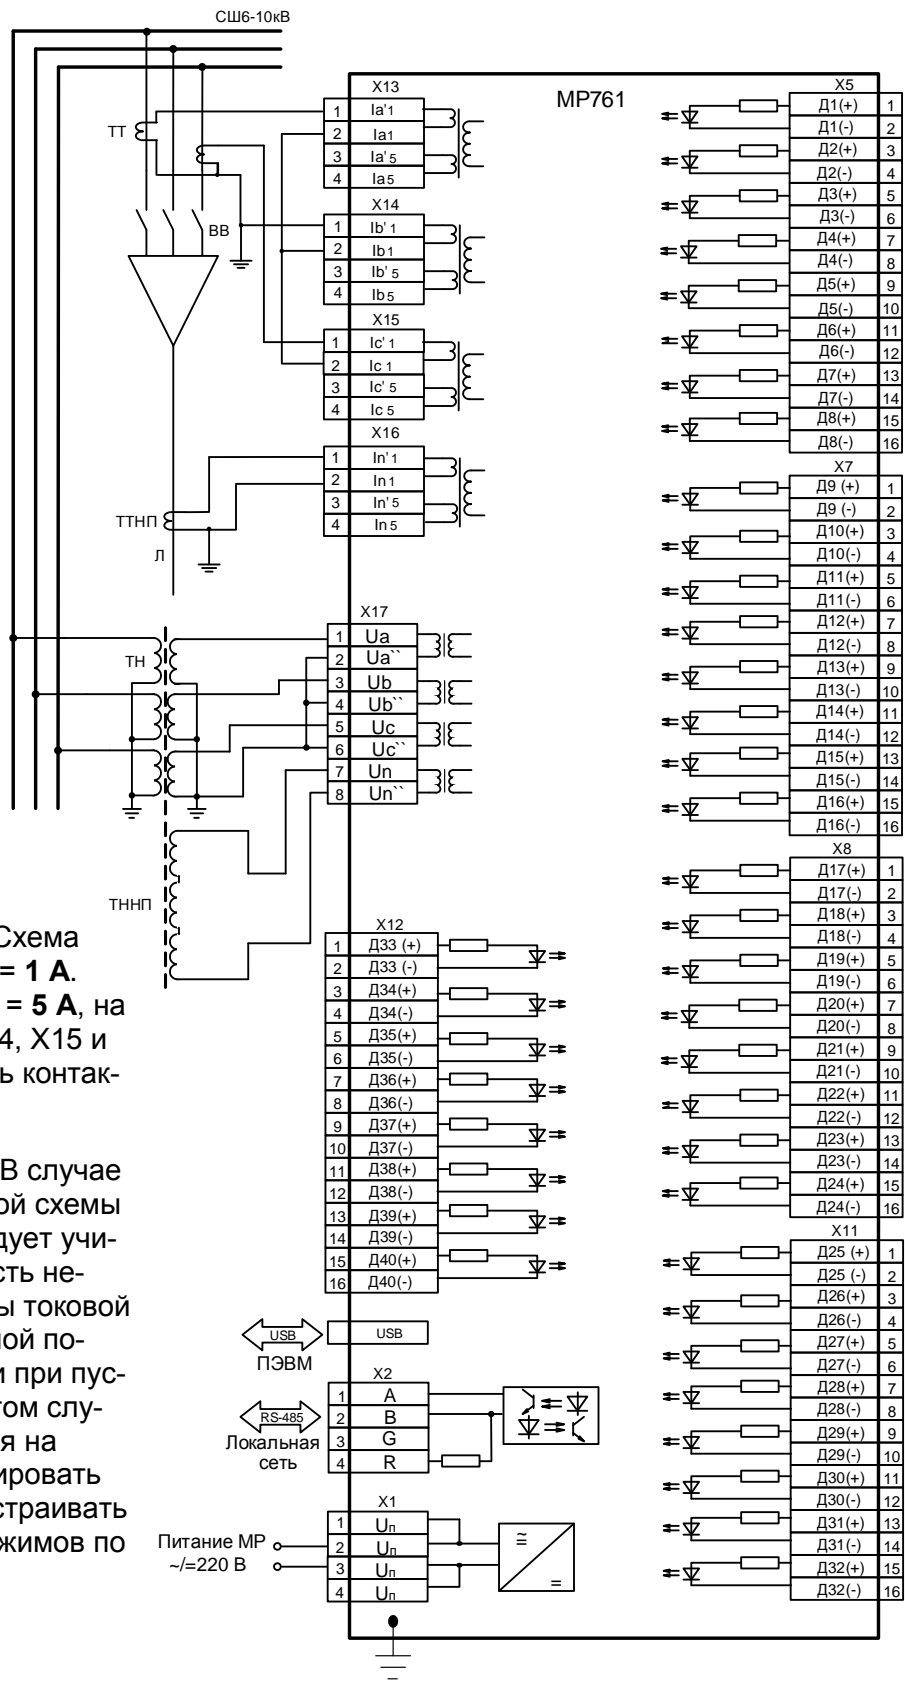 СШ6-10кВ
МР761
ТТ
ВВ
ТТНП
Л
ТН
ТННП
X13
1 Ia'1
2 Ia1
3 Ia'5
4 Ia5
X14
1 Ib'1
2 Ib1
3 Ib'5
4 Ib5
X15
1 Ic'1
2 Ic1
3 Ic'5
4 Ic5
X16
1 In'1
2 In1
3 In'5
4 In5
X17
1 Ua
2 Ua``
3 Ub
4 Ub``
5 Uc
6 Uc``
7 Un
8 Un``
X12
1 Д33 (+)
2 Д33 (-)
3 Д34(+)
4 Д34(-)
5 Д35(+)
6 Д35(-)
7 Д36(+)
8 Д36(-)
9 Д37(+)
10 Д37(-)
11 Д38(+)
12 Д38(-)
13 Д39(+)
14 Д39(-)
15 Д40(+)
16 Д40(-)
USB
USB
ПЭВМ
X2
1 A
2 B
3 G
4 R
RS-485
Локальная
сеть
X1
1 Uп
2 Uп
3 Uп
4 Uп
Питание МР
~/=220 В
≅
=
X5
Д1(+) 1
Д1(-) 2
Д2(+) 3
Д2(-) 4
Д3(+) 5
Д3(-) 6
Д4(+) 7
Д4(-) 8
Д5(+) 9
Д5(-) 10
Д6(+) 11
Д6(-) 12
Д7(+) 13
Д7(-) 14
Д8(+) 15
Д8(-) 16
X7
Д9 (+) 1
Д9 (-) 2
Д10(+) 3
Д10(-) 4
Д11(+) 5
Д11(-) 6
Д12(+) 7
Д12(-) 8
Д13(+) 9
Д13(-) 10
Д14(+) 11
Д14(-) 12
Д15(+) 13
Д15(-) 14
Д16(+) 15
Д16(-) 16
X8
Д17(+) 1
Д17(-) 2
Д18(+) 3
Д18(-) 4
Д19(+) 5
Д19(-) 6
Д20(+) 7
Д20(-) 8
Д21(+) 9
Д21(-) 10
Д22(+) 11
Д22(-) 12
Д23(+) 13
Д23(-) 14
Д24(+) 15
Д24(-) 16
X11
Д25 (+) 1
Д25 (-) 2
Д26(+) 3
Д26(-) 4
Д27(+) 5
Д27(-) 6
Д28(+) 7
Д28(-) 8
Д29(+) 9
Д29(-) 10
Д30(+) 11
Д30(-) 12
Д31(+) 13
Д31(-) 14
Д32(+) 15
Д32(-) 16
Схема
= 1 А.
= 5 А, на
4, X15 и
ь контак-
В случае
ой схемы
дует учи-
сть не-
ы токовой
ной по-
и при пус-
том слу-
я на
ировать
страивать
жимов по